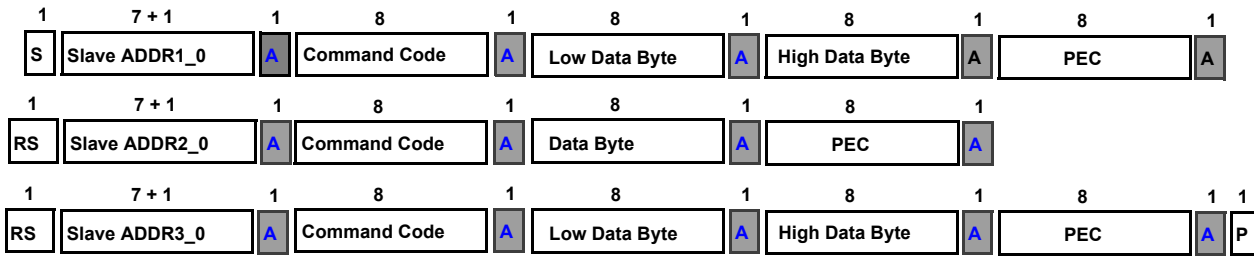 1 7 + 1 1 8 1 8 1 8 1 8 1
S Slave ADDR1_0 A Command Code A Low Data Byte A High Data Byte A PEC A
1 7 + 1 1 8 1 8 1 8 1
RS Slave ADDR2_0 A Command Code A Data Byte A PEC A
1 7 + 1 1 8 1 8 1 8 1 8 1 1
RS Slave ADDR3_0 A Command Code A Low Data Byte A High Data Byte A PEC A P